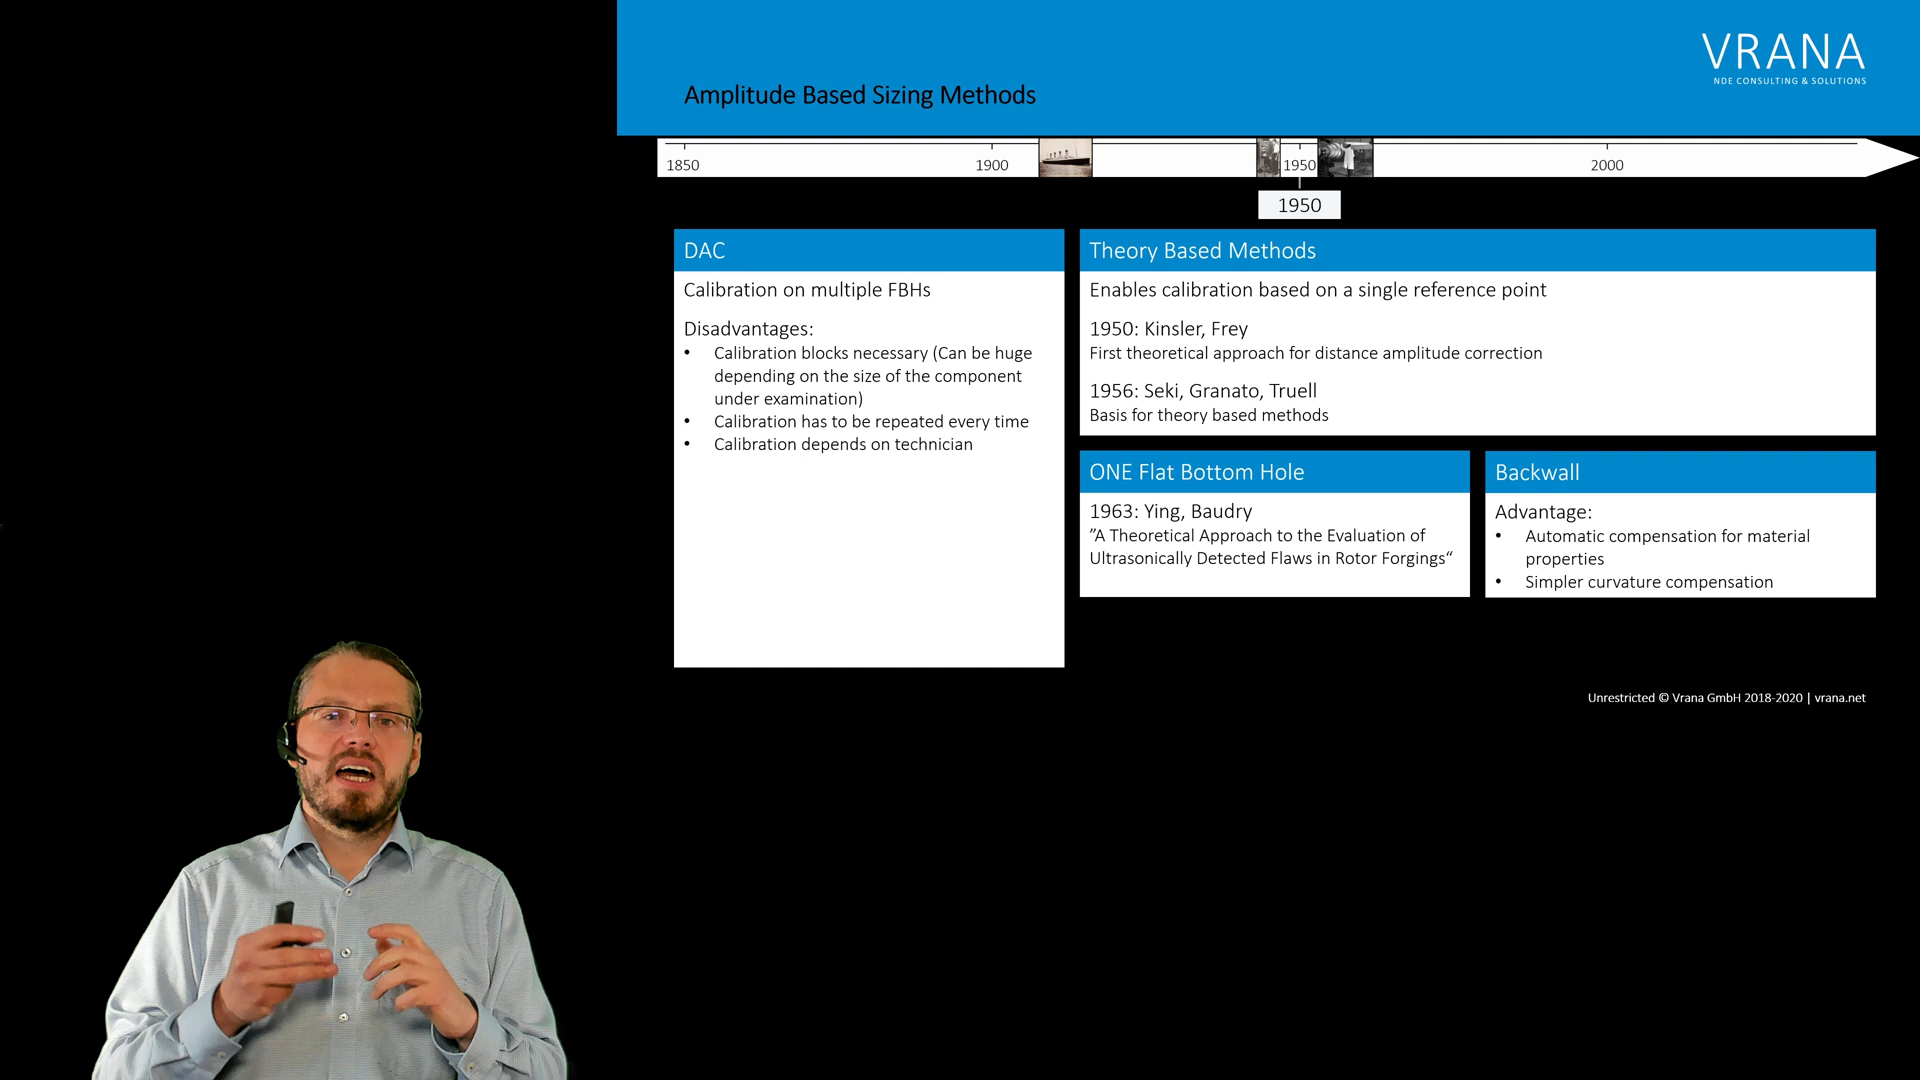 VRANA
NDE CONSULTING & SOLUTIONS
Amplitude Based Sizing Methods
1850
1900
1950
2000
1950
DAC
Calibration on multiple FBHs
Disadvantages:
• Calibration blocks necessary (Can be huge
depending on the size of the component
under examination)
• Calibration has to be repeated every time
• Calibration depends on technician
Theory Based Methods
Enables calibration based on a single reference point
1950: Kinsler, Frey
First theoretical approach for distance amplitude correction
1956: Seki, Granato, Truell
Basis for theory based methods
ONE Flat Bottom Hole
1963: Ying, Baudry
”A Theoretical Approach to the Evaluation of
Ultrasonically Detected Flaws in Rotor Forgings“
Backwall
Advantage:
• Automatic compensation for material
properties
• Simpler curvature compensation
Unrestricted © Vrana GmbH 2018-2020 | vrana.net